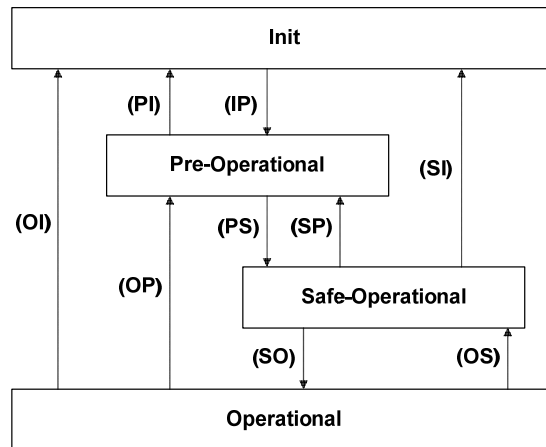 Init
(PI)
(IP)
Pre-Operational
(SI)
(OI)
(PS)
(SP)
(OP)
Safe-Operational
(SO)
(OS)
Operational